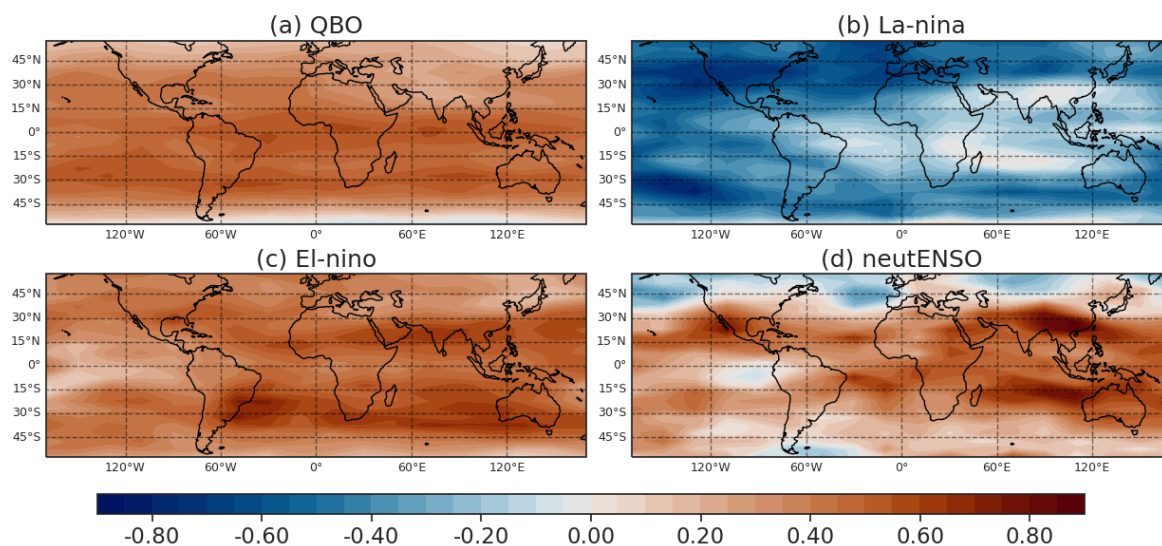 (a) QBO (b) La-nina
45°N 45°N
30°N 30°N
15°N 15°N
0° 0°
15°S 15°S
30°S 30°S
45°S 45°S
120°W 60°W 0° 60°E 120°E 120°W 60°W 0° 60°E 120°E
(c) El-nino (d) neutENSO
45°N 45°N
30°N 30°N
15°N 15°N
0° 0°
15°S 15°S
30°S 30°S
45°S 45°S
120°W 60°W 0° 60°E 120°E 120°W 60°W 0° 60°E 120°E
-0.80 -0.60 -0.40 -0.20 0.00 0.20 0.40 0.60 0.80